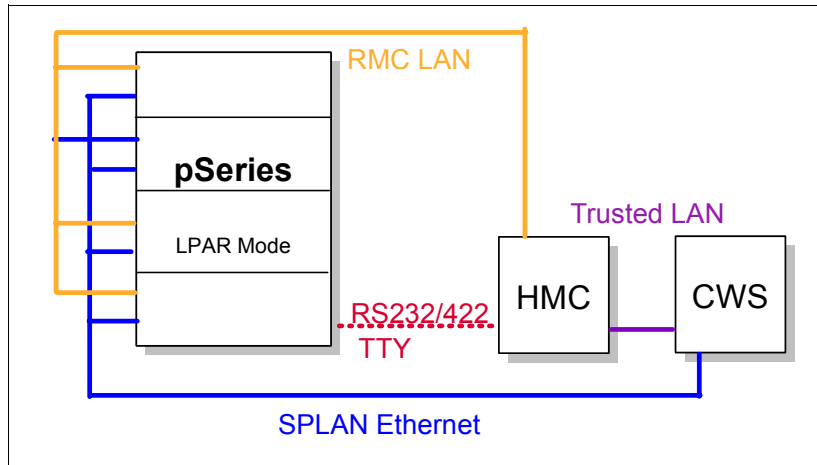 RMC LAN
pSeries
Trusted LAN
LPAR Mode
HMC
CWS
RS232/422
TTY
SPLAN Ethernet